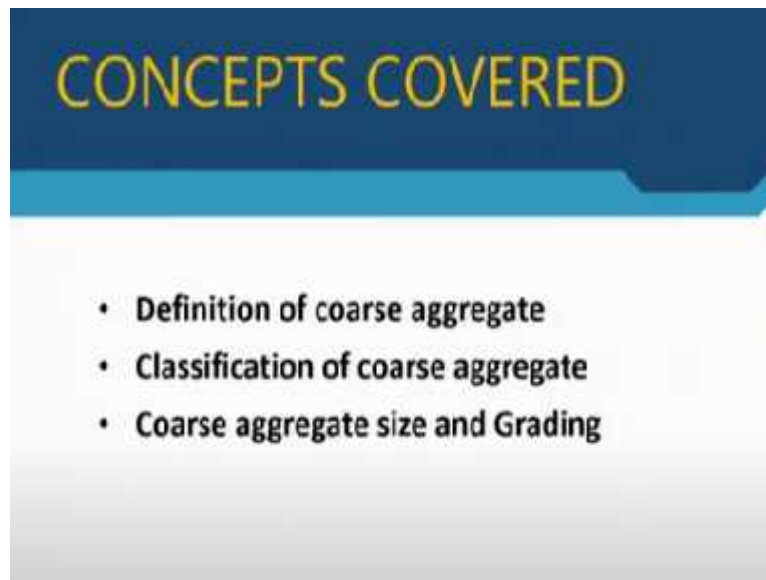 CONCEPTS COVERED
• Definition of coarse aggregate
• Classification of coarse aggregate
• Coarse aggregate size and Grading